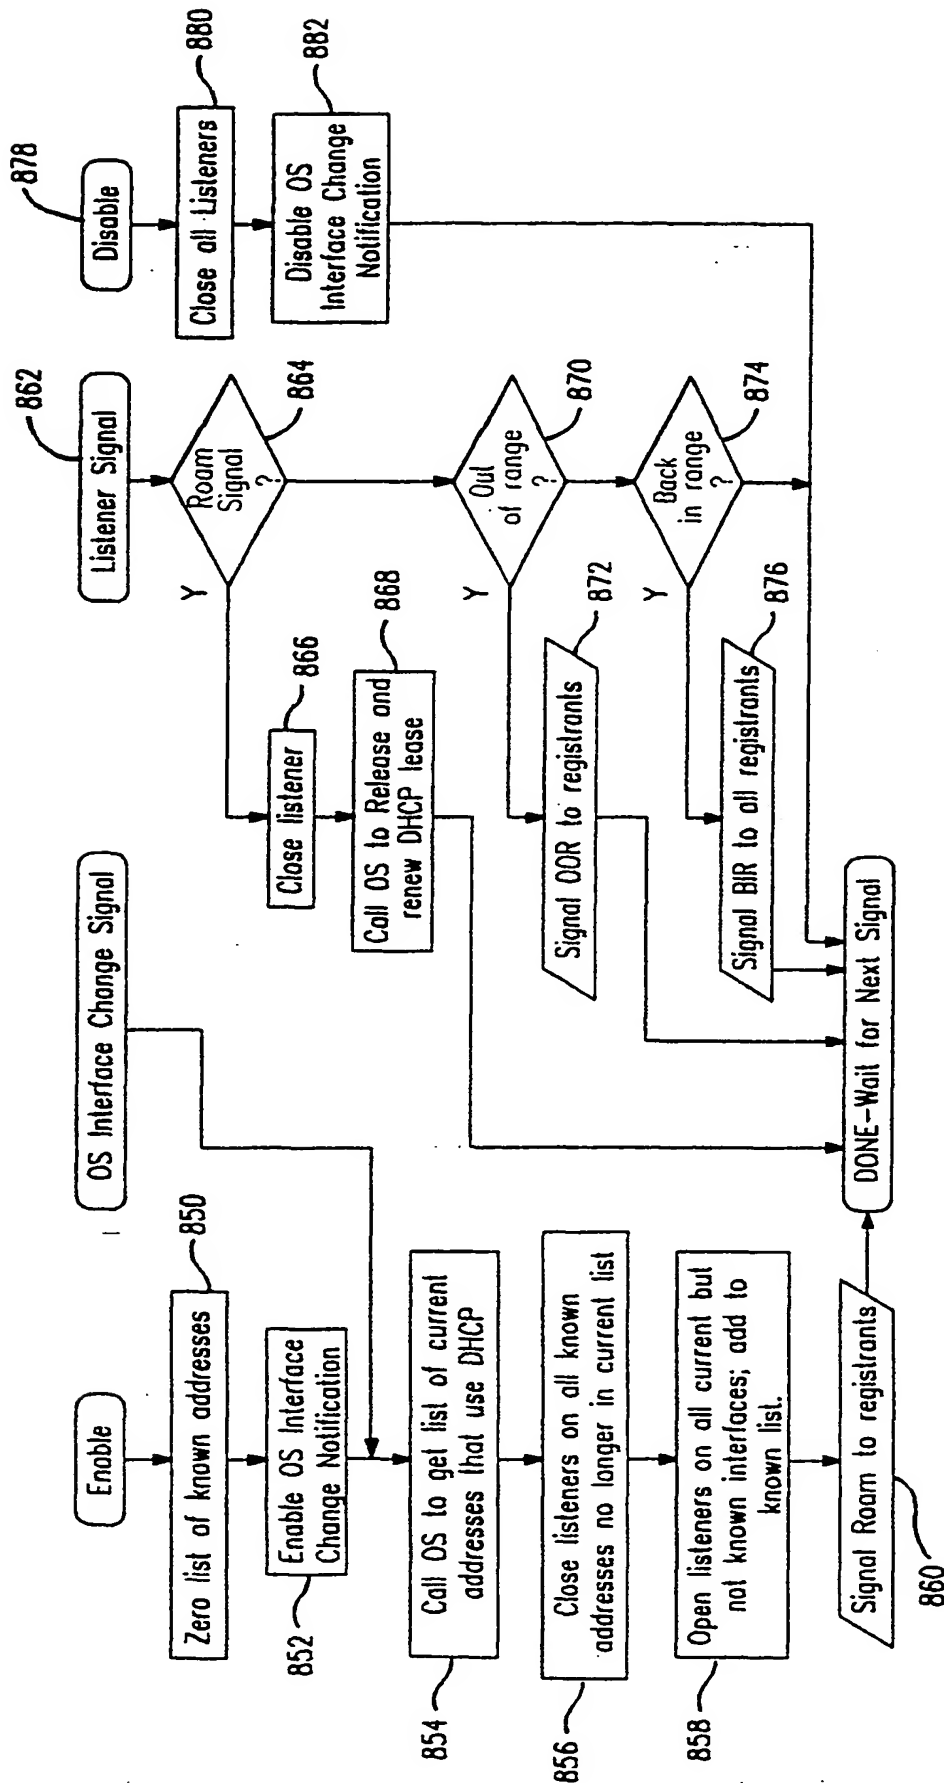 Enable
850
Zero list of known addresses
Enable OS Interface
Change Notification
852
OS Interface Change Signal
Call OS to get list of current
addresses that use DHCP
854
Close listeners on all known
addresses no longer in current list
856
Open listeners on all current but
not known interfaces; add to
known list.
858
Signal Roam to registrants
860
Listener Signal
862
Roam
Signal
?
864
Y
Close listener
866
Call OS to Release and
renew DHCP lease
868
Out
of range
?
870
Y
Signal OOR to registrants
872
Back
in range
?
874
Y
Signal BIR to all registrants
876
Disable
878
Close all Listeners
880
Disable OS
Interface Change
Notification
882
DONE-Wait for Next Signal